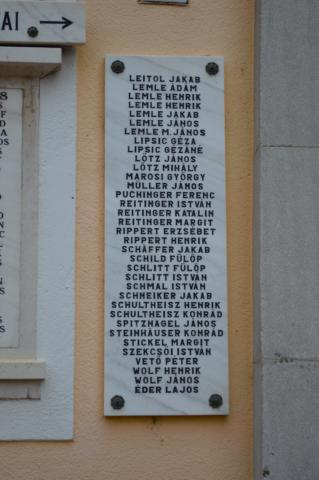 AI →
LEITOL JAKAB
LEMLE ÁDÁM
LEMLE HENRIK
LEMLE HENRIK
LEMLE JAKAB
LEMLE JÁNOS
LEMLE M. JÁNOS
LIPSIC GÉZA
LIPSIC GÉZÁNÉ
LÖTZ JÁNOS
LÖTZ MIHÁLY
MAROSI GYÖRGY
MÜLLER JÁNOS
PUCHINGER FERENC
REITINGER ISTVÁN
REITINGER KATALIN
REITINGER MARGIT
RIPPERT ERZSÉBET
RIPPERT HENRIK
SCHÄFFER JAKAB
SCHILD FÜLÖP
SCHLITT FÜLÖP
SCHLITT ISTVÁN
SCHMAL ISTVÁN
SCHNEIKER JAKAB
SCHULTHEISZ HENRIK
SCHULTHEISZ KONRÁD
SPITZNAGEL JÁNOS
STEINHÄUSER KONRÁD
STICKEL MARGIT
SZEKCSŐI ISTVÁN
VETŐ PÉTER
WOLF HENRIK
WOLF JÁNOS
ÉDER LAJOS